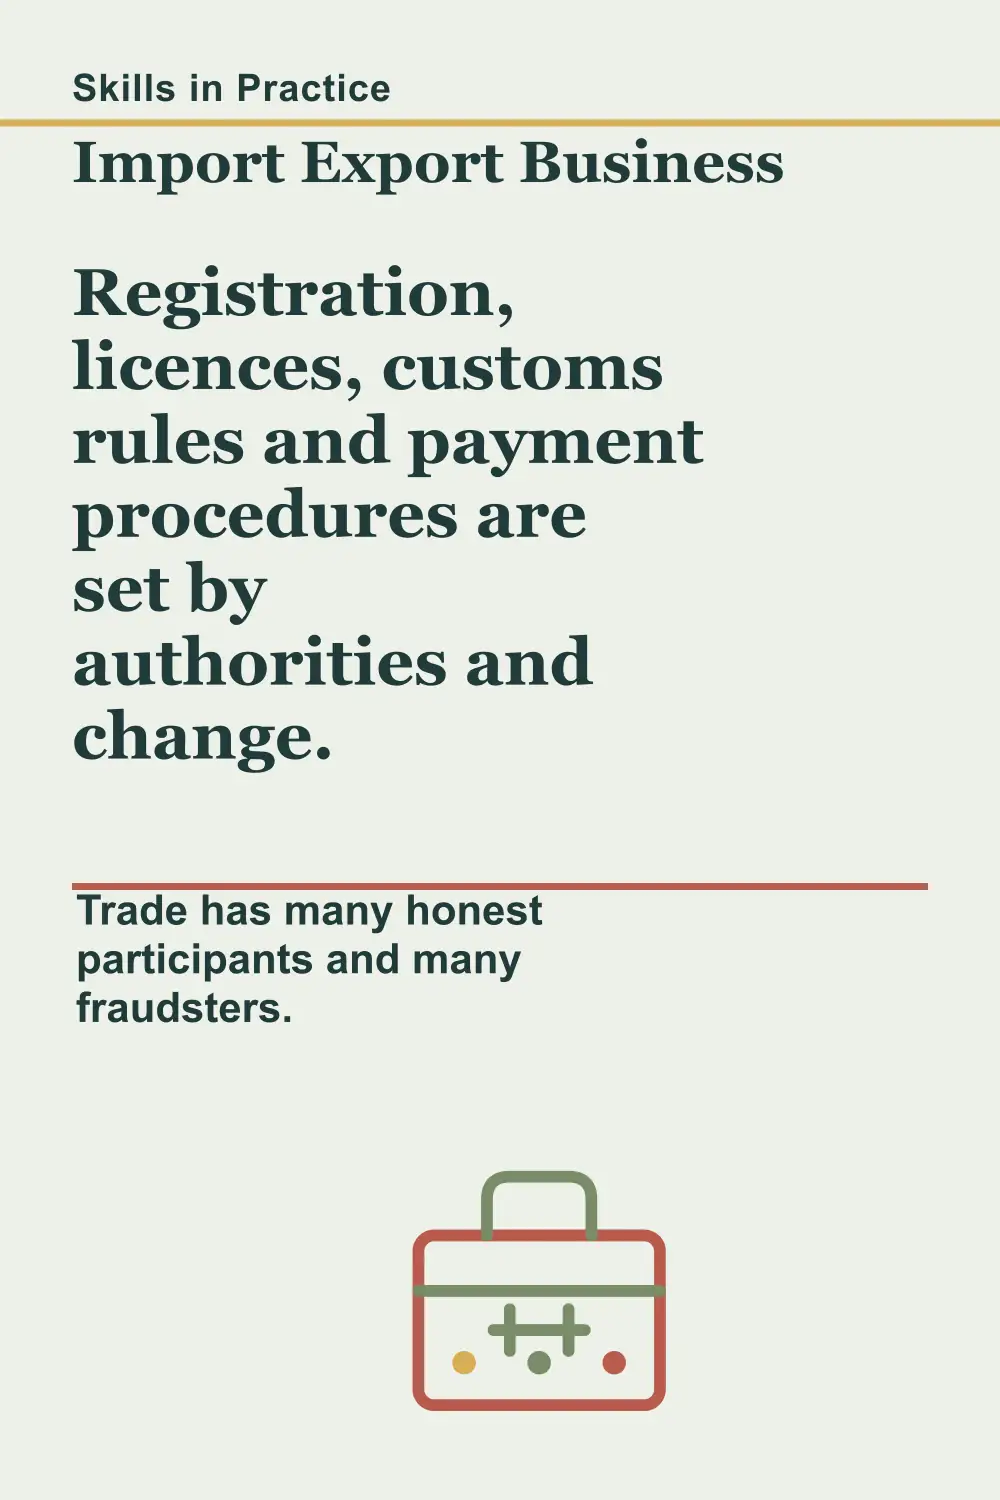 Skills in Practice
Import Export Business
Registration,
licences, customs
rules and payment
procedures are
set by
authorities and
change.
Trade has many honest
participants and many
fraudsters.